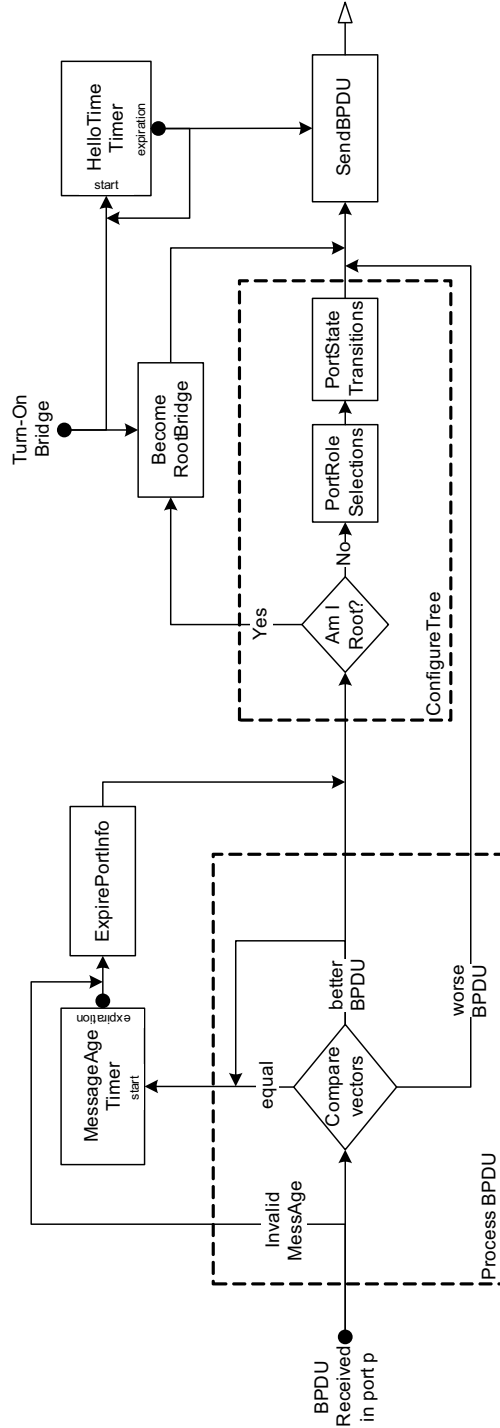 BPDU
Received
in port p
Process BPDU
Invalid
MessAge
Compare
vectors
equal
better
BPDU
worse
BPDU
MessageAge
Timer
start
expiration
ExpirePortInfo
ConfigureTree
Am I
Root?
Yes
No
PortRole
Selections
PortState
Transitions
Become
RootBridge
Turn-On
Bridge
HelloTime
Timer
start
expiration
SendBPDU